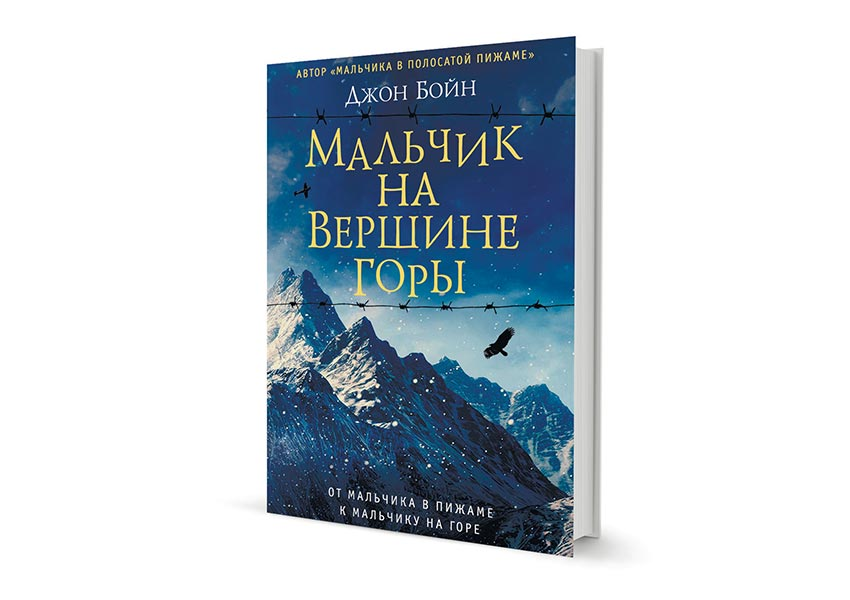 АВТОР «МАЛЬЧИКА В ПОЛОСАТОЙ ПИЖАМЕ»
ДЖОН БОЙН
МАЛЬЧИК
НА
ВЕРШИНЕ
ГОРЫ
ОТ МАЛЬЧИКА В ПИЖАМЕ
К МАЛЬЧИКУ НА ГОРЕ